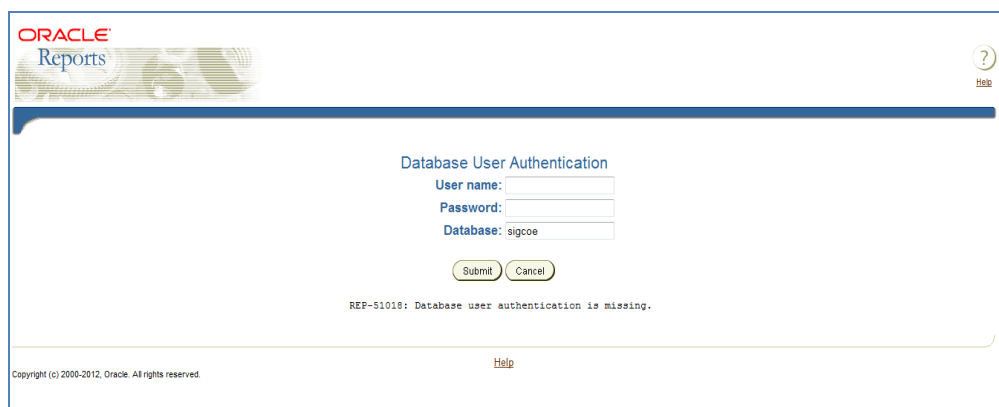 ORACLE'
Reports
?
Help
Database User Authentication
User name:
Password:
Database: sigcoe
Submit Cancel
REP-51018: Database user authentication is missing.
Help
Copyright (c) 2000-2012, Oracle. All rights reserved.